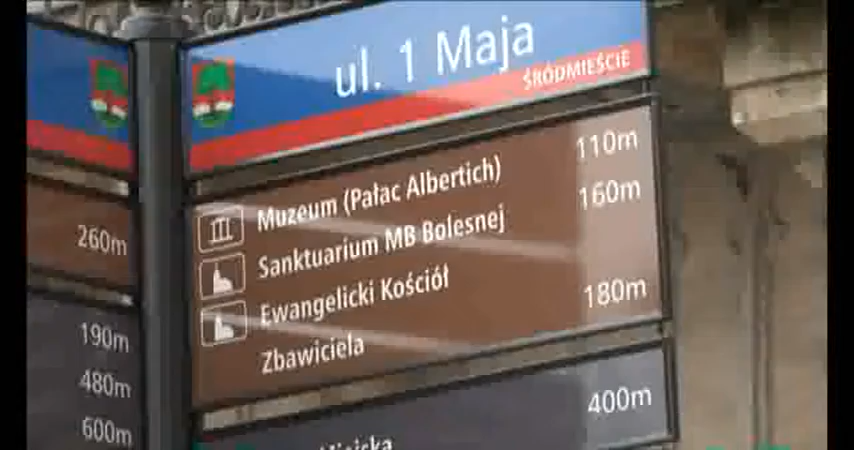 ul. 1 Maja
ŚRÓDMIEŚCIE
Muzeum (Pałac Albertich) 110m
Sanktuarium MB Bolesnej 160m
Ewangelicki Kościół
Zbawiciela 180m
400m
260m
190m
480m
600m